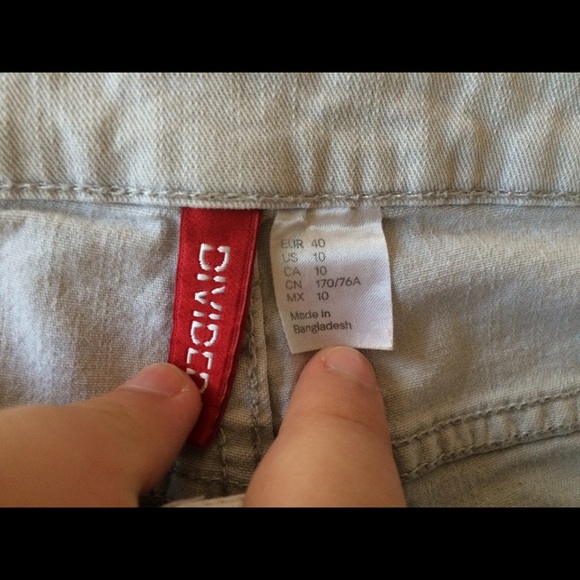 DIVIDED
EUR 40
US 10
CA 10
CN 170/76A
MX 10
Made in
Bangladesh